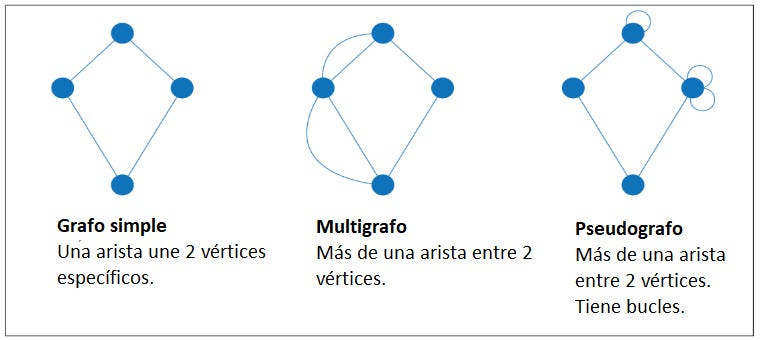 Grafo simple
Una arista une 2 vértices
específicos.
Multigrafo
Más de una arista entre 2
vértices.
Pseudografo
Más de una arista
entre 2 vértices.
Tiene bucles.